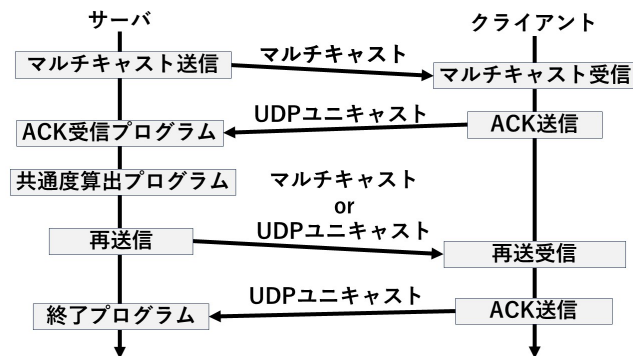 サーバ
クライアント
マルチキャスト送信
マルチキャスト
マルチキャスト受信
UDPユニキャスト
ACK受信プログラム
ACK送信
共通度算出プログラム
マルチキャスト
or
UDPユニキャスト
再送信
再送受信
UDPユニキャスト
終了プログラム
ACK送信